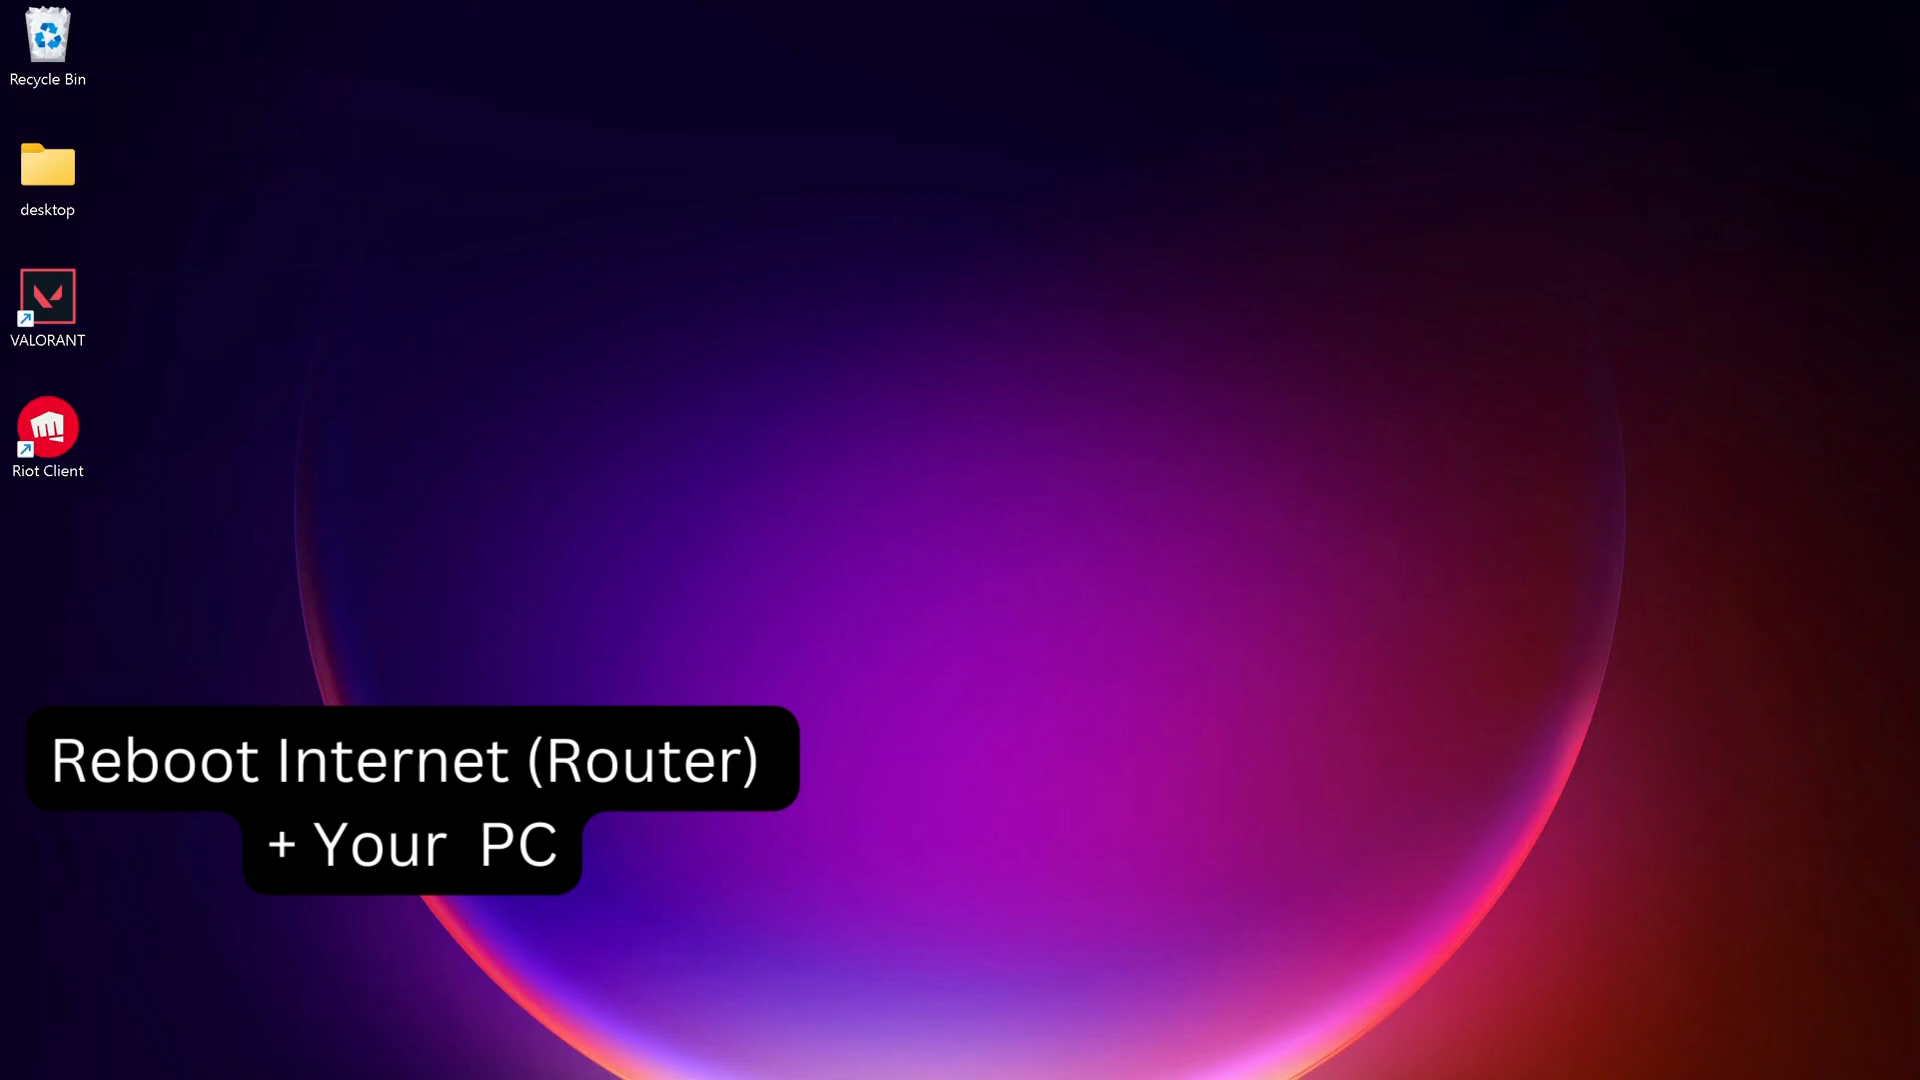 Recycle Bin
desktop
VALORANT
Riot Client
Reboot Internet (Router)
+ Your PC